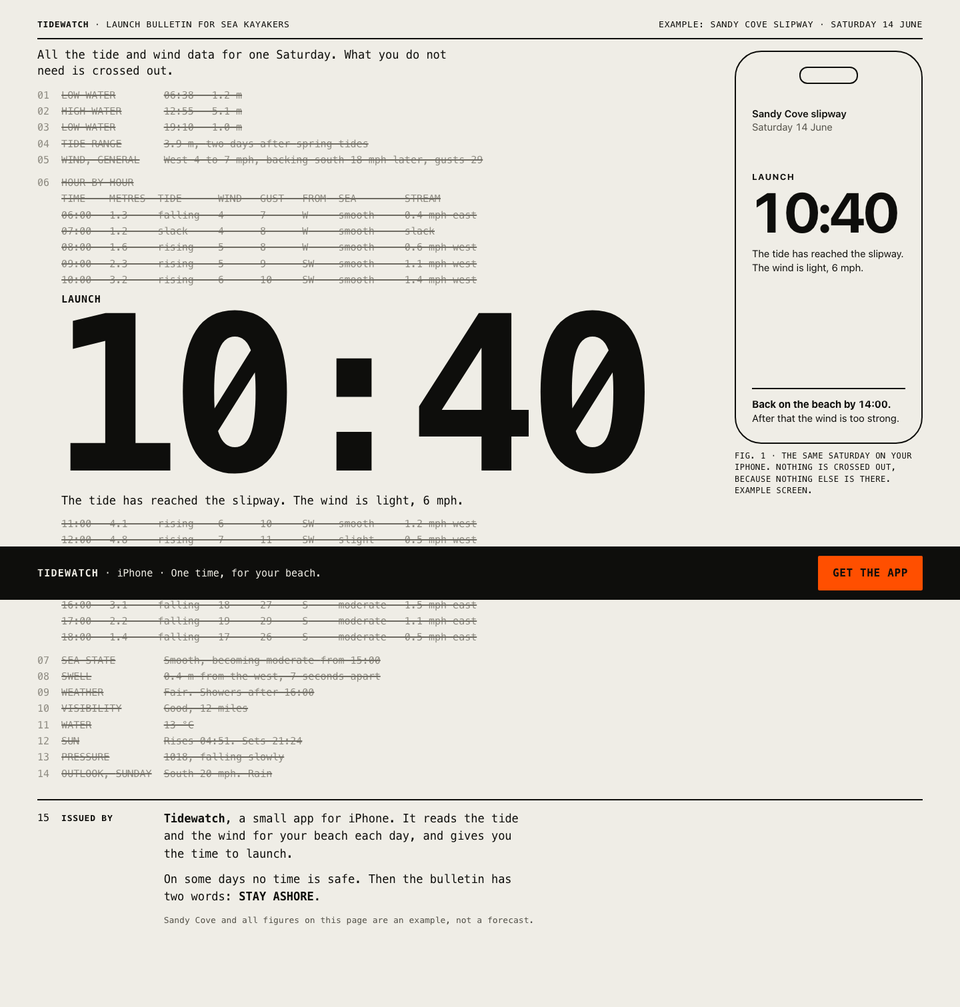 TIDEWATCH · LAUNCH BULLETIN FOR SEA KAYAKERS
EXAMPLE: SANDY COVE SLIPWAY · SATURDAY 14 JUNE
All the tide and wind data for one Saturday. What you do not
need is crossed out.
01 LOW WATER 06:38 1.2 m
02 HIGH WATER 12:55 5.1 m
03 LOW WATER 19:10 1.0 m
04 TIDE RANGE 3.9 m, two days after spring tides
05 WIND, GENERAL West 4 to 7 mph, backing south 18 mph later, gusts 29
06 HOUR BY HOUR
TIME METRES TIDE WIND GUST FROM SEA STREAM
06:00 1.3 falling 4 7 W smooth 0.4 mph east
07:00 1.2 slack 4 8 W smooth slack
08:00 1.6 rising 5 8 W smooth 0.6 mph west
09:00 2.3 rising 5 9 SW smooth 1.1 mph west
10:00 3.2 rising 6 10 SW smooth 1.4 mph west
LAUNCH
10:40
The tide has reached the slipway. The wind is light, 6 mph.
11:00 4.1 rising 6 10 SW smooth 1.2 mph west
12:00 4.8 rising 7 11 SW slight 0.5 mph west
Sandy Cove slipway
Saturday 14 June
LAUNCH
10:40
The tide has reached the slipway.
The wind is light, 6 mph.
Back on the beach by 14:00.
After that the wind is too strong.
FIG. 1 · THE SAME SATURDAY ON YOUR
IPHONE. NOTHING IS CROSSED OUT,
BECAUSE NOTHING ELSE IS THERE.
EXAMPLE SCREEN.
TIDEWATCH · iPhone · One time, for your beach.
GET THE APP
16:00 3.1 falling 18 27 S moderate 1.5 mph east
17:00 2.2 falling 19 29 S moderate 1.1 mph east
18:00 1.4 falling 17 26 S moderate 0.5 mph east
07 SEA STATE Smooth, becoming moderate from 15:00
08 SWELL 0.4 m from the west, 7 seconds apart
09 WEATHER Fair. Showers after 16:00
10 VISIBILITY Good, 12 miles
11 WATER 13 °C
12 SUN Rises 04:51. Sets 21:24
13 PRESSURE 1018, falling slowly
14 OUTLOOK, SUNDAY South 20 mph. Rain
15 ISSUED BY
Tidewatch, a small app for iPhone. It reads the tide
and the wind for your beach each day, and gives you
the time to launch.
On some days no time is safe. Then the bulletin has
two words: STAY ASHORE.
Sandy Cove and all figures on this page are an example, not a forecast.